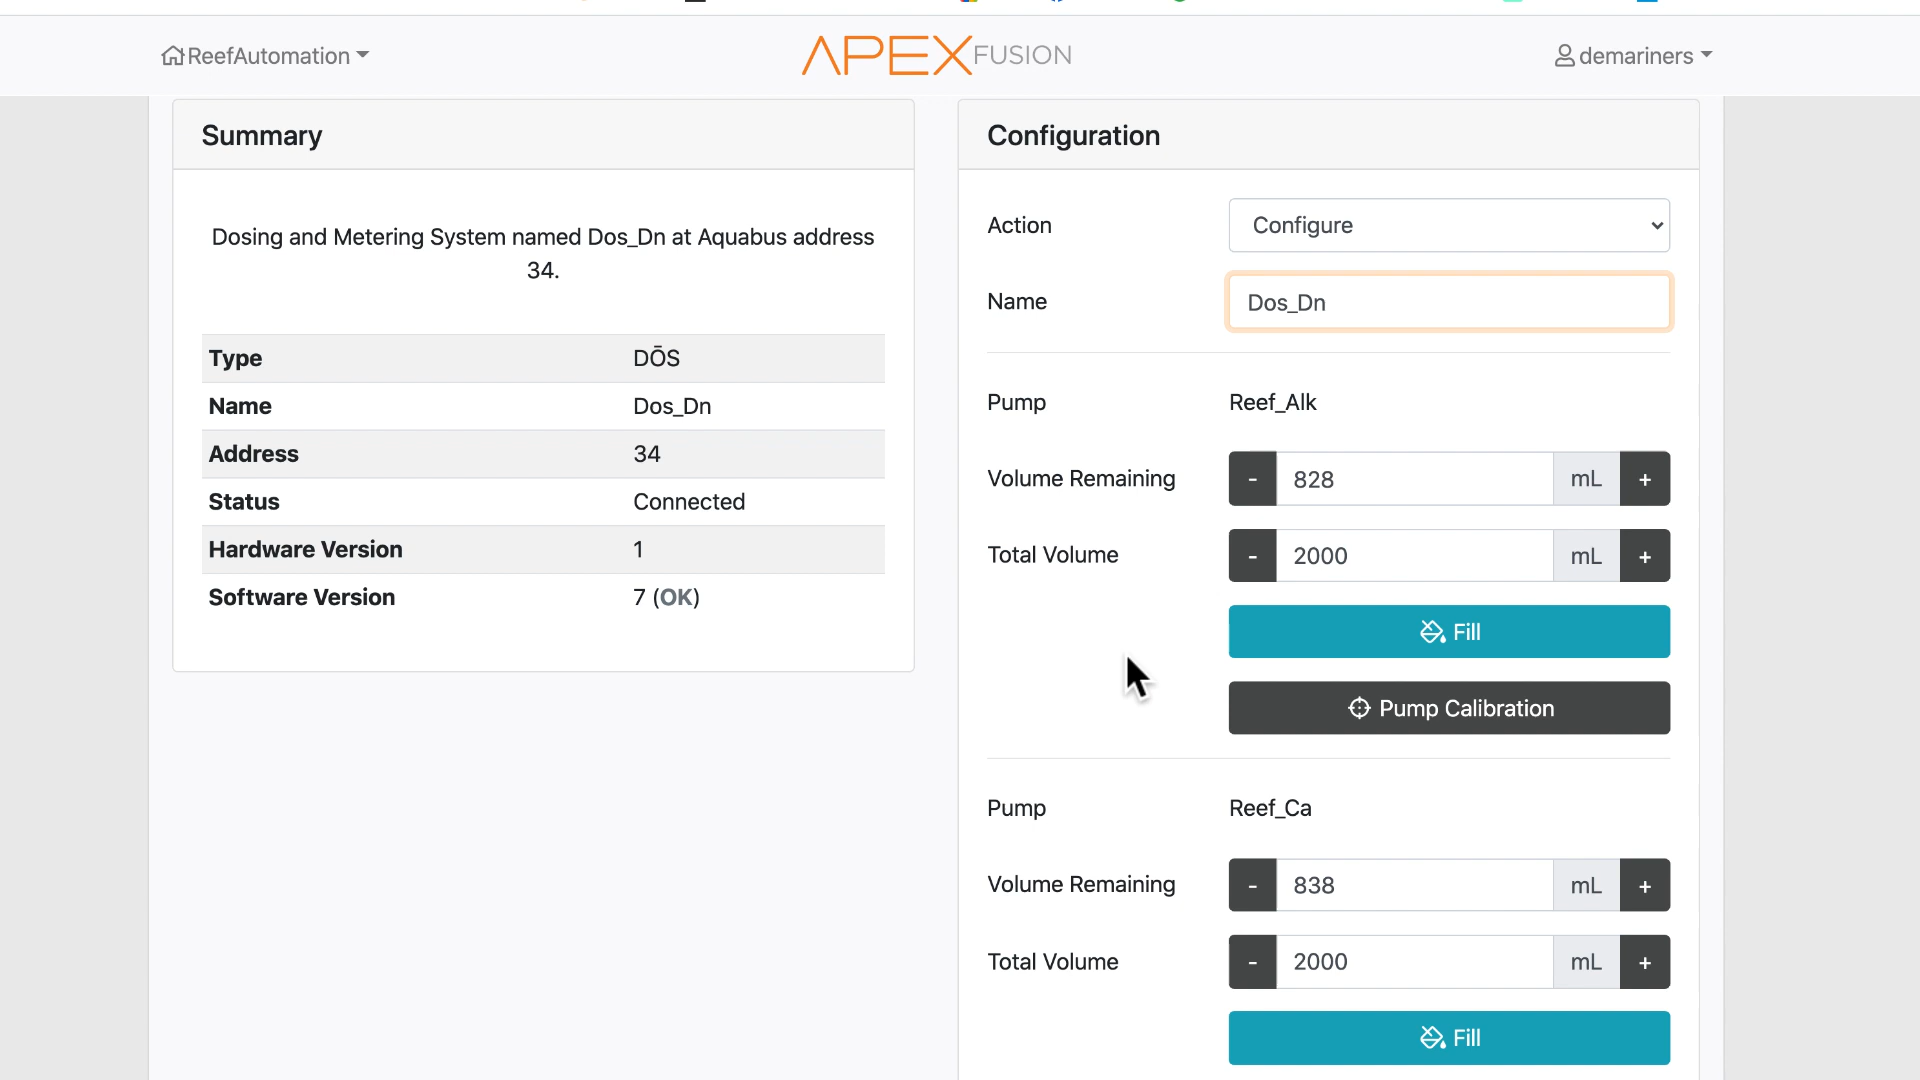 ReefAutomation
APEX FUSION
demariners
Summary
Dosing and Metering System named Dos_Dn at Aquabus address
34.
Type DŌS
Name Dos_Dn
Address 34
Status Connected
Hardware Version 1
Software Version 7 (OK)
Configuration
Action Configure
Name Dos_Dn
Pump Reef_Alk
Volume Remaining - 828 mL +
Total Volume - 2000 mL +
Fill
Pump Calibration
Pump Reef_Ca
Volume Remaining - 838 mL +
Total Volume - 2000 mL +
Fill